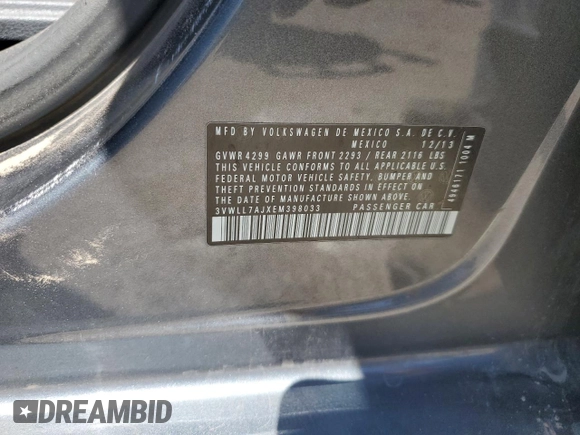 MFD BY VOLKSWAGEN DE MEXICO S.A. DE C.V.
MEXICO 12/13
GVWR 4299 GAWR FRONT 2293 / REAR 2116 LBS
THIS VEHICLE CONFORMS TO ALL APPLICABLE U.S.
FEDERAL MOTOR VEHICLE SAFETY, BUMPER AND
THEFT PREVENTION STANDARDS IN EFFECT ON
THE DATE OF MANUFACTURE SHOWN ABOVE.
3VWLL7AJXEM398033 PASSENGER CAR
DREAMBID